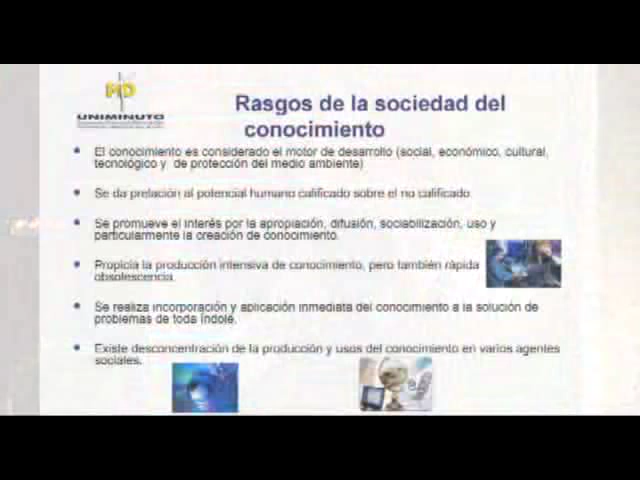 MD
UNIMINUTO
Rasgos de la sociedad del
conocimiento
El conocimiento es considerado el motor de desarrollo (social, económico, cultural,
tecnológico y de protección del medio ambiente)
Se da prelación al potencial humano calificado sobre el no calificado.
Se promueve el interés por la apropiación, difusión, sociabilización, uso y
particularmente la creación de conocimiento.
Propicia la producción intensiva de conocimiento, pero también rápida
obsolescencia.
Se realiza incorporación y aplicación inmediata del conocimiento a la solución de
problemas de toda índole.
Existe desconcentración de la producción y usos del conocimiento en varios agentes
sociales.